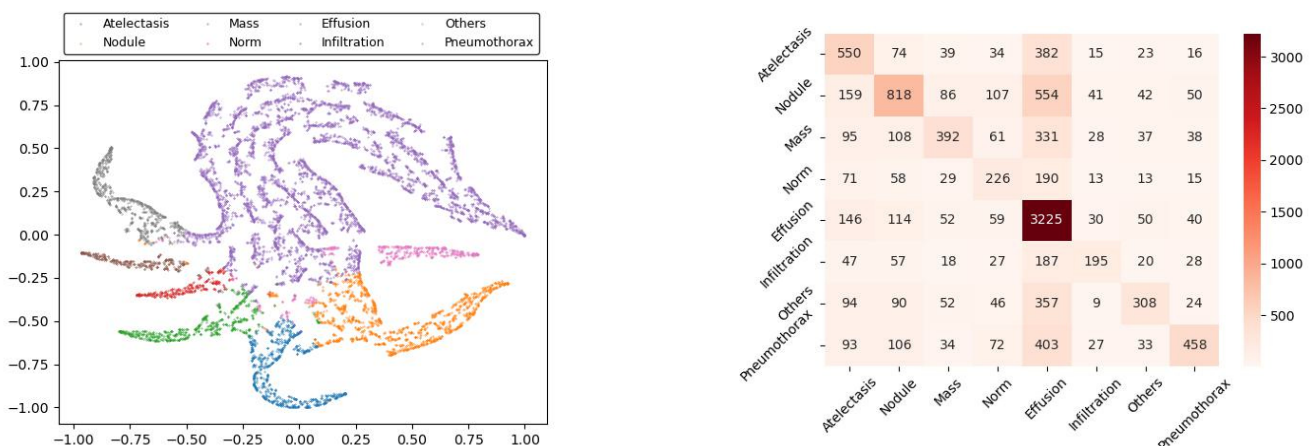 Atelectasis Mass Effusion Others
Nodule Norm Infiltration Pneumothorax
1.00
0.75
0.50
0.25
0.00
−0.25
−0.50
−0.75
−1.00
−1.00 −0.75 −0.50 −0.25 0.00 0.25 0.50 0.75 1.00
Atelectasis 550 74 39 34 382 15 23 16
Nodule 159 818 86 107 554 41 42 50
Mass 95 108 392 61 331 28 37 38
Norm 71 58 29 226 190 13 13 15
Effusion 146 114 52 59 3225 30 50 40
Infiltration 47 57 18 27 187 195 20 28
Others 94 90 52 46 357 9 308 24
Pneumothorax 93 106 34 72 403 27 33 458
Atelectasis Nodule Mass Norm Effusion Infiltration Others Pneumothorax
3000
2500
2000
1500
1000
500